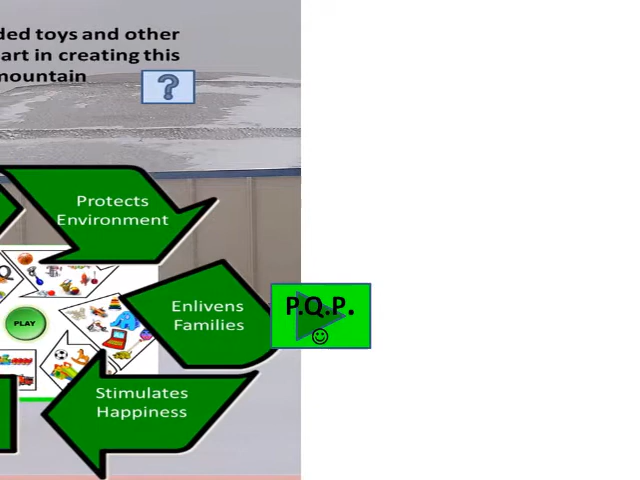 ded toys and other
art in creating this
mountain
?
Protects
Environment
Enlivens
Families
P.Q.P.
PLAY
Stimulates
Happiness